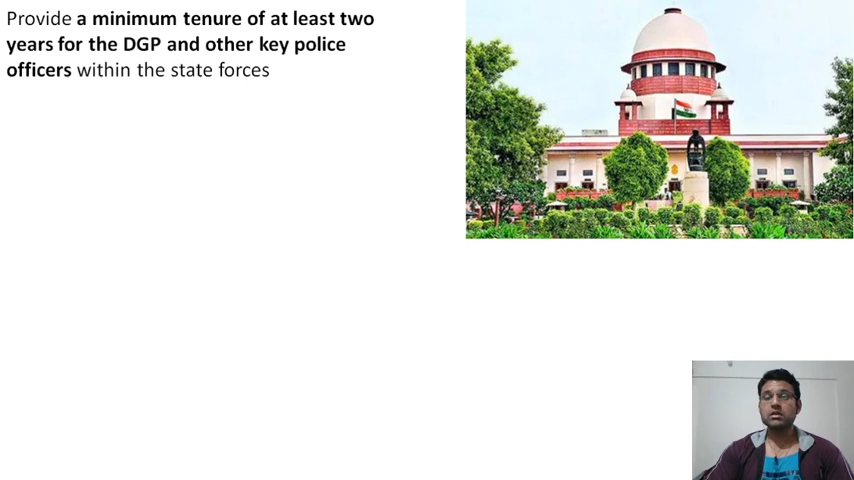 Provide a minimum tenure of at least two
years for the DGP and other key police
officers within the state forces